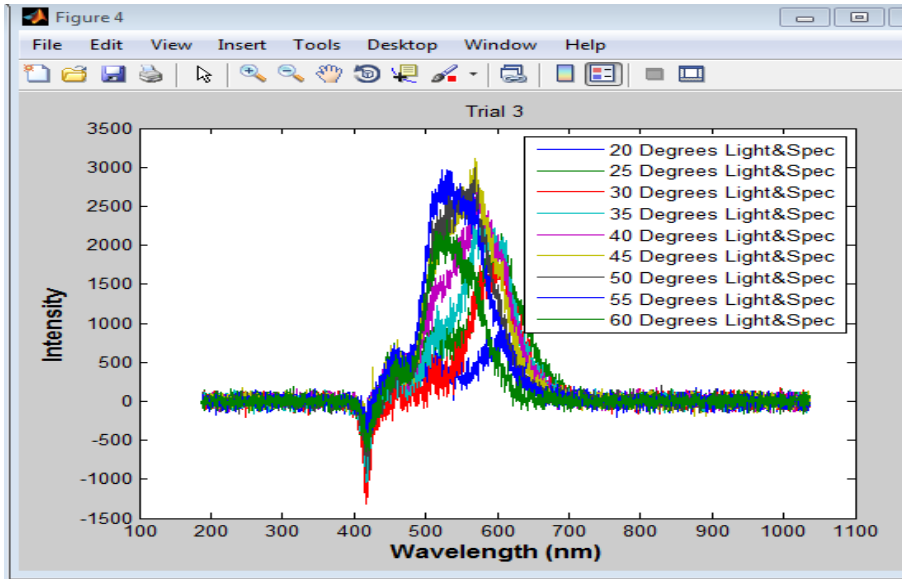 Figure 4
File Edit View Insert Tools Desktop Window Help
Trial 3
3500
3000
2500
2000
1500
1000
500
0
-500
-1000
-1500
Intensity
20 Degrees Light&Spec
25 Degrees Light&Spec
30 Degrees Light&Spec
35 Degrees Light&Spec
40 Degrees Light&Spec
45 Degrees Light&Spec
50 Degrees Light&Spec
55 Degrees Light&Spec
60 Degrees Light&Spec
100 200 300 400 500 600 700 800 900 1000 1100
Wavelength (nm)